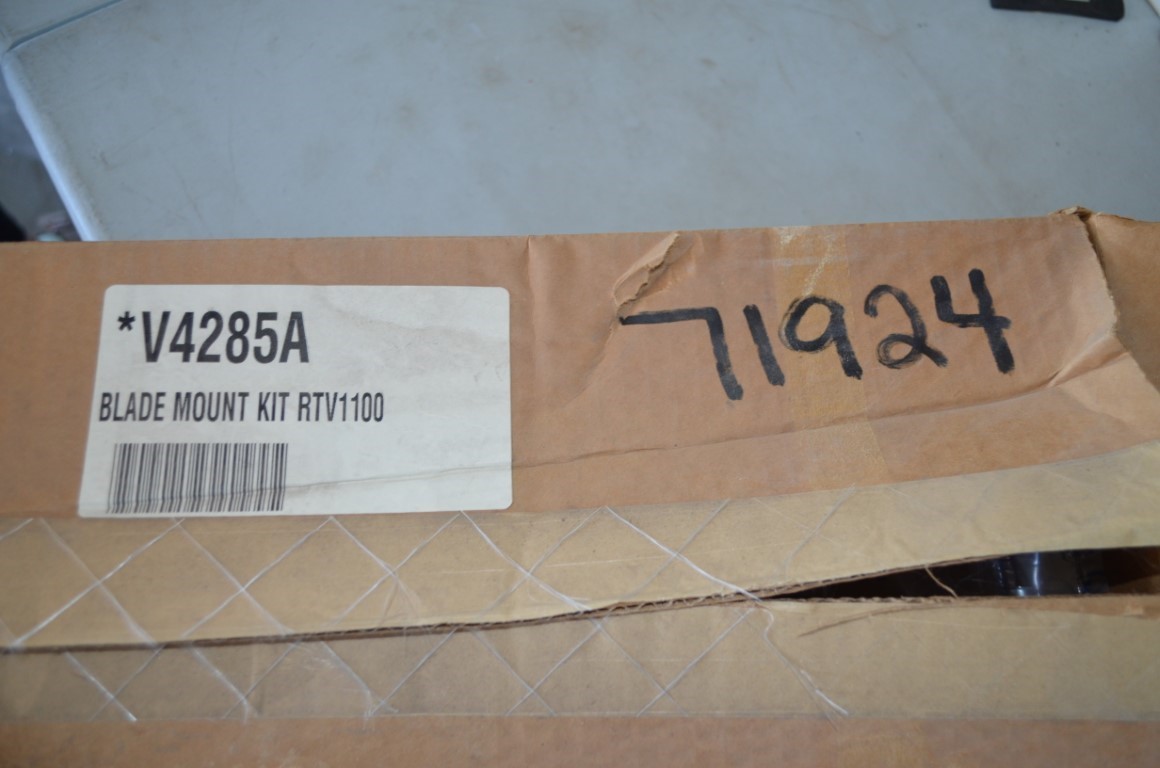 *V4285A
BLADE MOUNT KIT RTV1100
71924